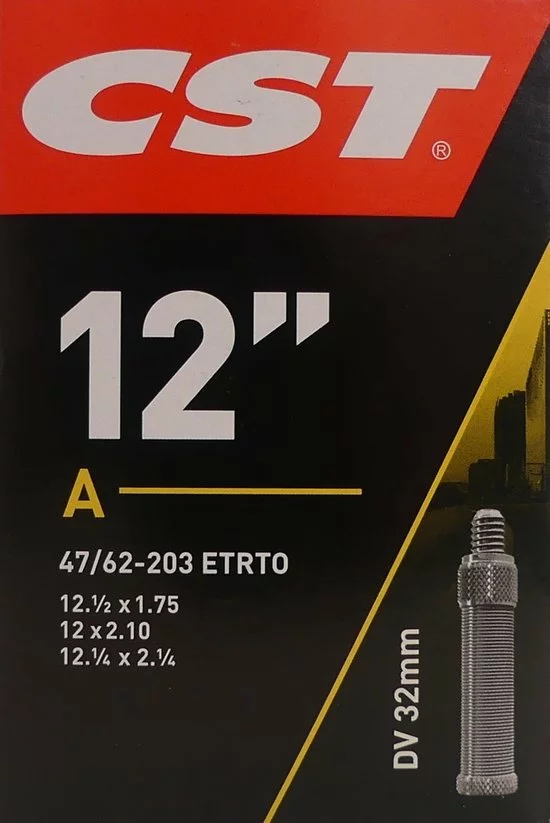 CST®
12”
A
47/62-203 ETRTO
12.½ x 1.75
12 x 2.10
12.¼ x 2.¼
DV 32mm